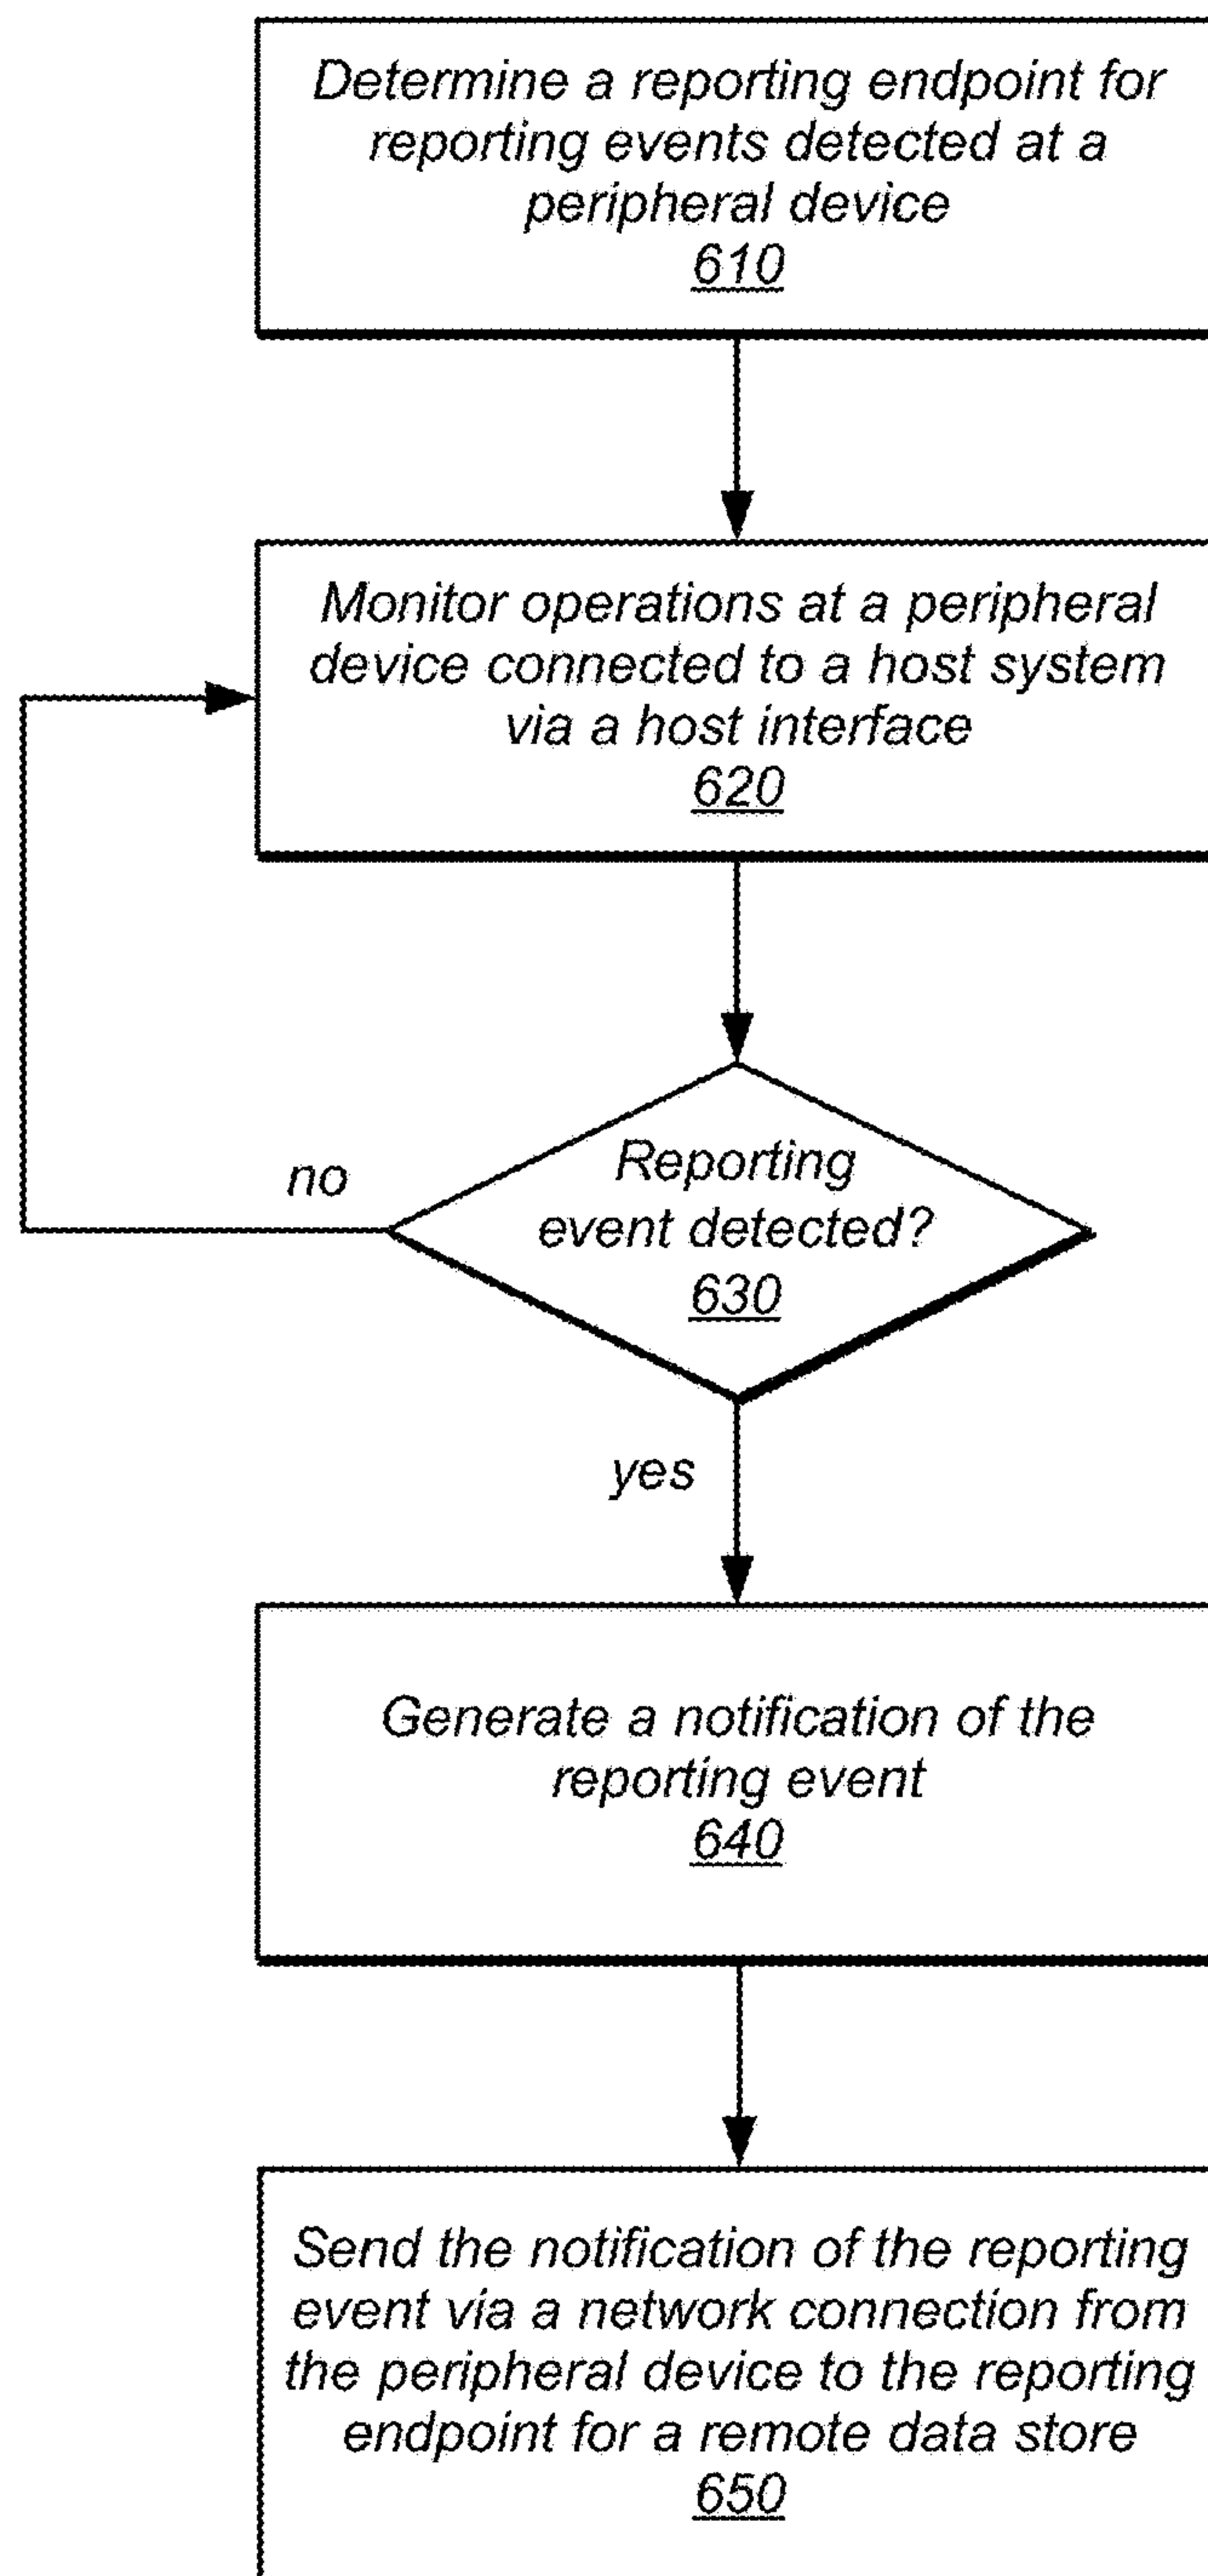 Determine a reporting endpoint for
reporting events detected at a
peripheral device
610
Monitor operations at a peripheral
device connected to a host system
via a host interface
620
Reporting
event detected?
630
no
yes
Generate a notification of the
reporting event
640
Send the notification of the reporting
event via a network connection from
the peripheral device to the reporting
endpoint for a remote data store
650